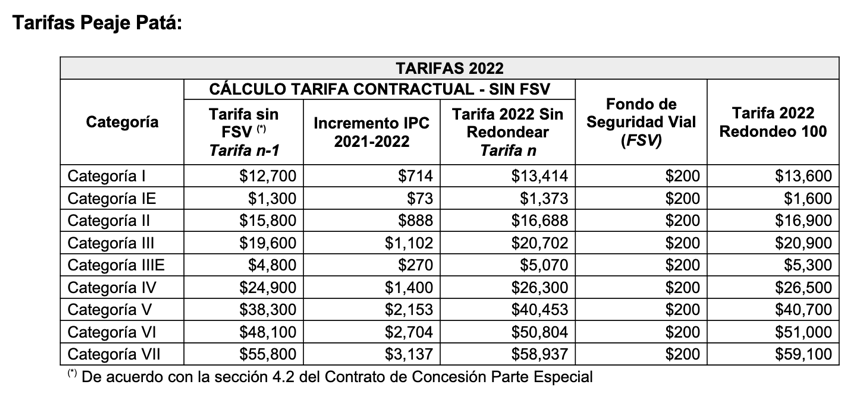 Tarifas Peaje Patá:
TARIFAS 2022
Categoría
CÁLCULO TARIFA CONTRACTUAL - SIN FSV
Tarifa sin
FSV (*)
Tarifa n-1
Incremento IPC
2021-2022
Tarifa 2022 Sin
Redondear
Tarifa n
Fondo de
Seguridad Vial
(FSV)
Tarifa 2022
Redondeo 100
Categoría I $12,700 $714 $13,414 $200 $13,600
Categoría IE $1,300 $73 $1,373 $200 $1,600
Categoría II $15,800 $888 $16,688 $200 $16,900
Categoría III $19,600 $1,102 $20,702 $200 $20,900
Categoría IIIE $4,800 $270 $5,070 $200 $5,300
Categoría IV $24,900 $1,400 $26,300 $200 $26,500
Categoría V $38,300 $2,153 $40,453 $200 $40,700
Categoría VI $48,100 $2,704 $50,804 $200 $51,000
Categoría VII $55,800 $3,137 $58,937 $200 $59,100
(*) De acuerdo con la sección 4.2 del Contrato de Concesión Parte Especial